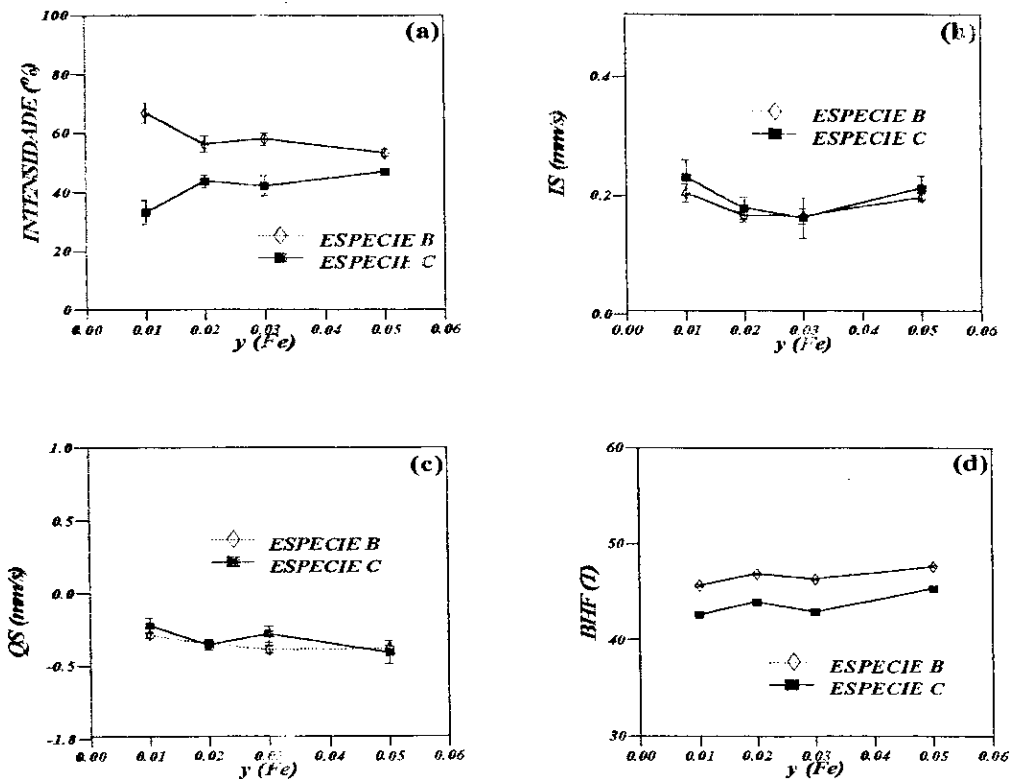 (a)
100
80
60
40
20
0
INTENSIDADE (%)
ESPECIE B
ESPECIE C
0.00 0.01 0.02 0.03 0.04 0.05 0.06
y (Fe)
(b)
0.4
0.2
0.0
IS (mm/s)
ESPECIE B
ESPECIE C
0.00 0.01 0.02 0.03 0.04 0.05 0.06
y (Fe)
(c)
1.0
0.5
0.0
-0.5
-1.0
QS (mm/s)
ESPECIE B
ESPECIE C
0.00 0.01 0.02 0.03 0.04 0.05 0.06
y (Fe)
(d)
60
50
40
30
BHF (T)
ESPECIE B
ESPECIE C
0.00 0.01 0.02 0.03 0.04 0.05 0.06
y (Fe)